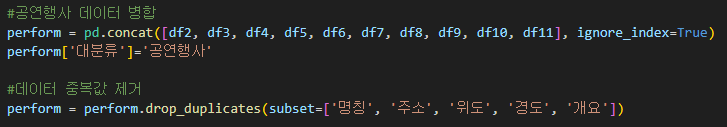 #공연행사 데이터 병합
perform = pd.concat([df2, df3, df4, df5, df6, df7, df8, df9, df10, df11], ignore_index=True)
perform['대분류']='공연행사'
#데이터 중복값 제거
perform = perform.drop_duplicates(subset=['명칭', '주소', '위도', '경도', '개요'])